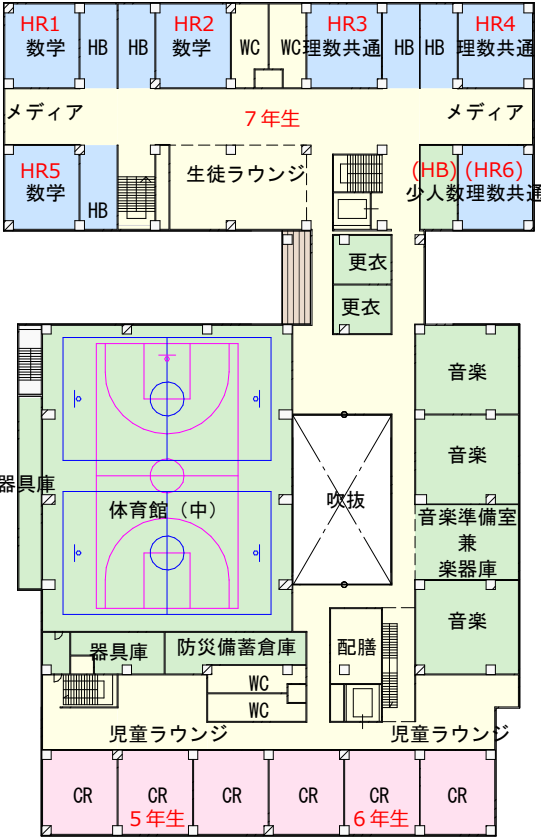 HR1
数学
HB
HB
HR2
数学
WC
WC
HR3
理数共通
HB
HB
HR4
理数共通
メディア
7年生
メディア
HR5
数学
HB
生徒ラウンジ
(HB)
少人数
(HR6)
理数共通
更衣
更衣
音楽
音楽
器具庫
体育館（中）
吹抜
音楽準備室
兼
楽器庫
音楽
器具庫
防災備蓄倉庫
配膳
WC
WC
児童ラウンジ
児童ラウンジ
CR
CR
CR
CR
CR
CR
5年生
6年生